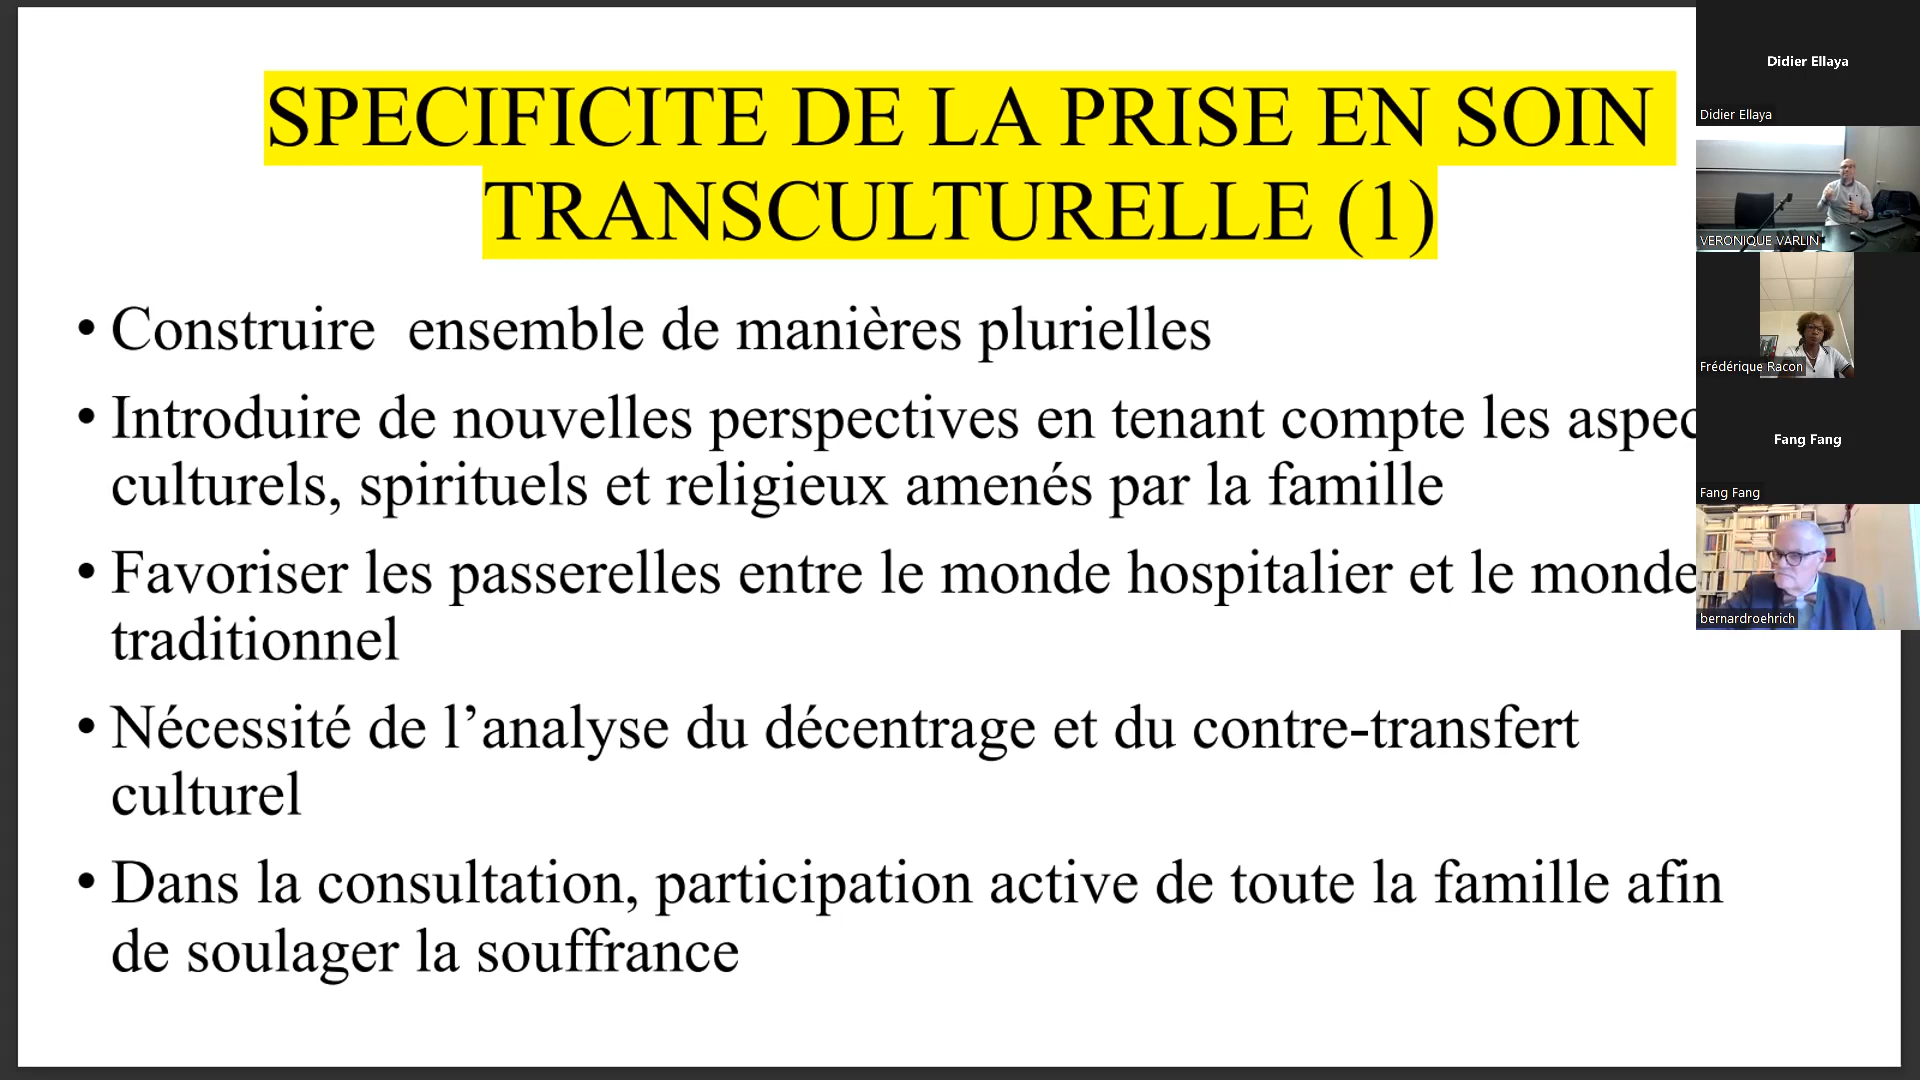 SPECIFICITE DE LA PRISE EN SOIN
TRANSCULTURELLE (1)
• Construire  ensemble de manières plurielles
• Introduire de nouvelles perspectives en tenant compte les aspec
culturels, spirituels et religieux amenés par la famille
• Favoriser les passerelles entre le monde hospitalier et le monde
traditionnel
• Nécessité de l’analyse du décentrage et du contre-transfert
culturel
• Dans la consultation, participation active de toute la famille afin
de soulager la souffrance
Didier Ellaya
Didier Ellaya
VERONIQUE VARLIN
Frédérique Racon
Fang Fang
Fang Fang
bernardroehrich